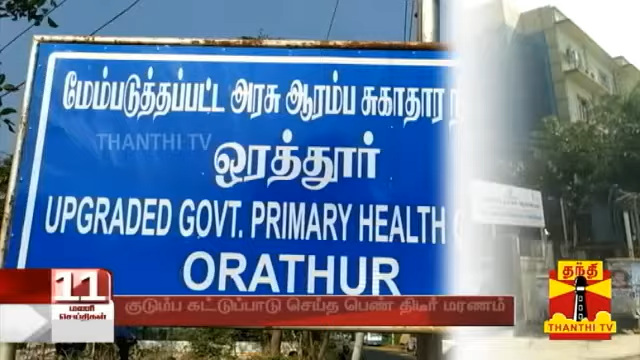 மேம்படுத்தப்பட்ட அரசு ஆரம்ப சுகாதார
THANTHI TV
ஒரத்தூர்
UPGRADED GOVT. PRIMARY HEALTH
ORATHUR
11
மணி
செய்திகள்
குடும்ப கட்டுப்பாடு செய்த பெண் திடீர் மரணம்
தந்தி
THANTHI TV